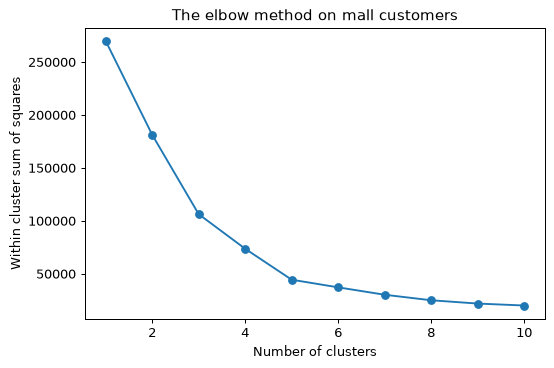 The elbow method on mall customers
Within cluster sum of squares
250000
200000
150000
100000
50000
2 4 6 8 10
Number of clusters